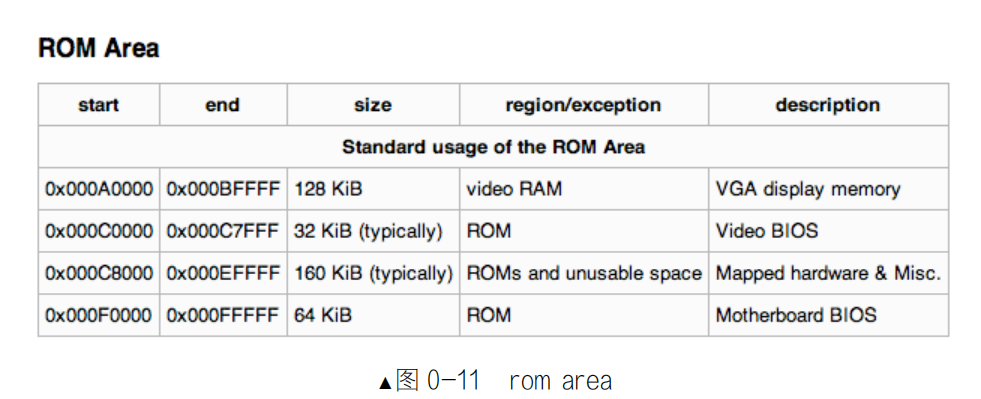 ROM Area
start end size region/exception description
Standard usage of the ROM Area
0x000A0000 0x000BFFFF 128 KiB video RAM VGA display memory
0x000C0000 0x000C7FFF 32 KiB (typically) ROM Video BIOS
0x000C8000 0x000EFFFF 160 KiB (typically) ROMs and unusable space Mapped hardware & Misc.
0x000F0000 0x000FFFFF 64 KiB ROM Motherboard BIOS
▲图 0-11 rom area